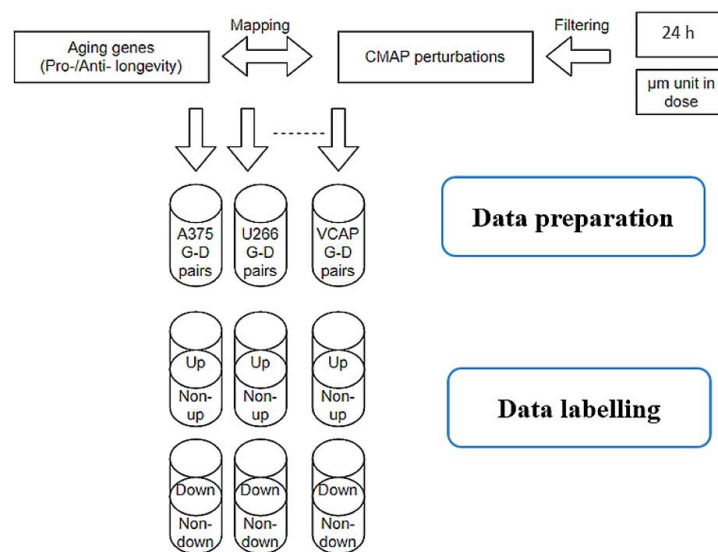 Mapping
Filtering
24 h
Aging genes
(Pro-/Anti- longevity)
CMAP perturbations
µm unit in
dose
A375
G-D
pairs
U266
G-D
pairs
VCAP
G-D
pairs
Data preparation
Up
Non-
up
Up
Non-
up
Up
Non-
up
Data labelling
Down
Non-
down
Down
Non-
down
Down
Non-
down